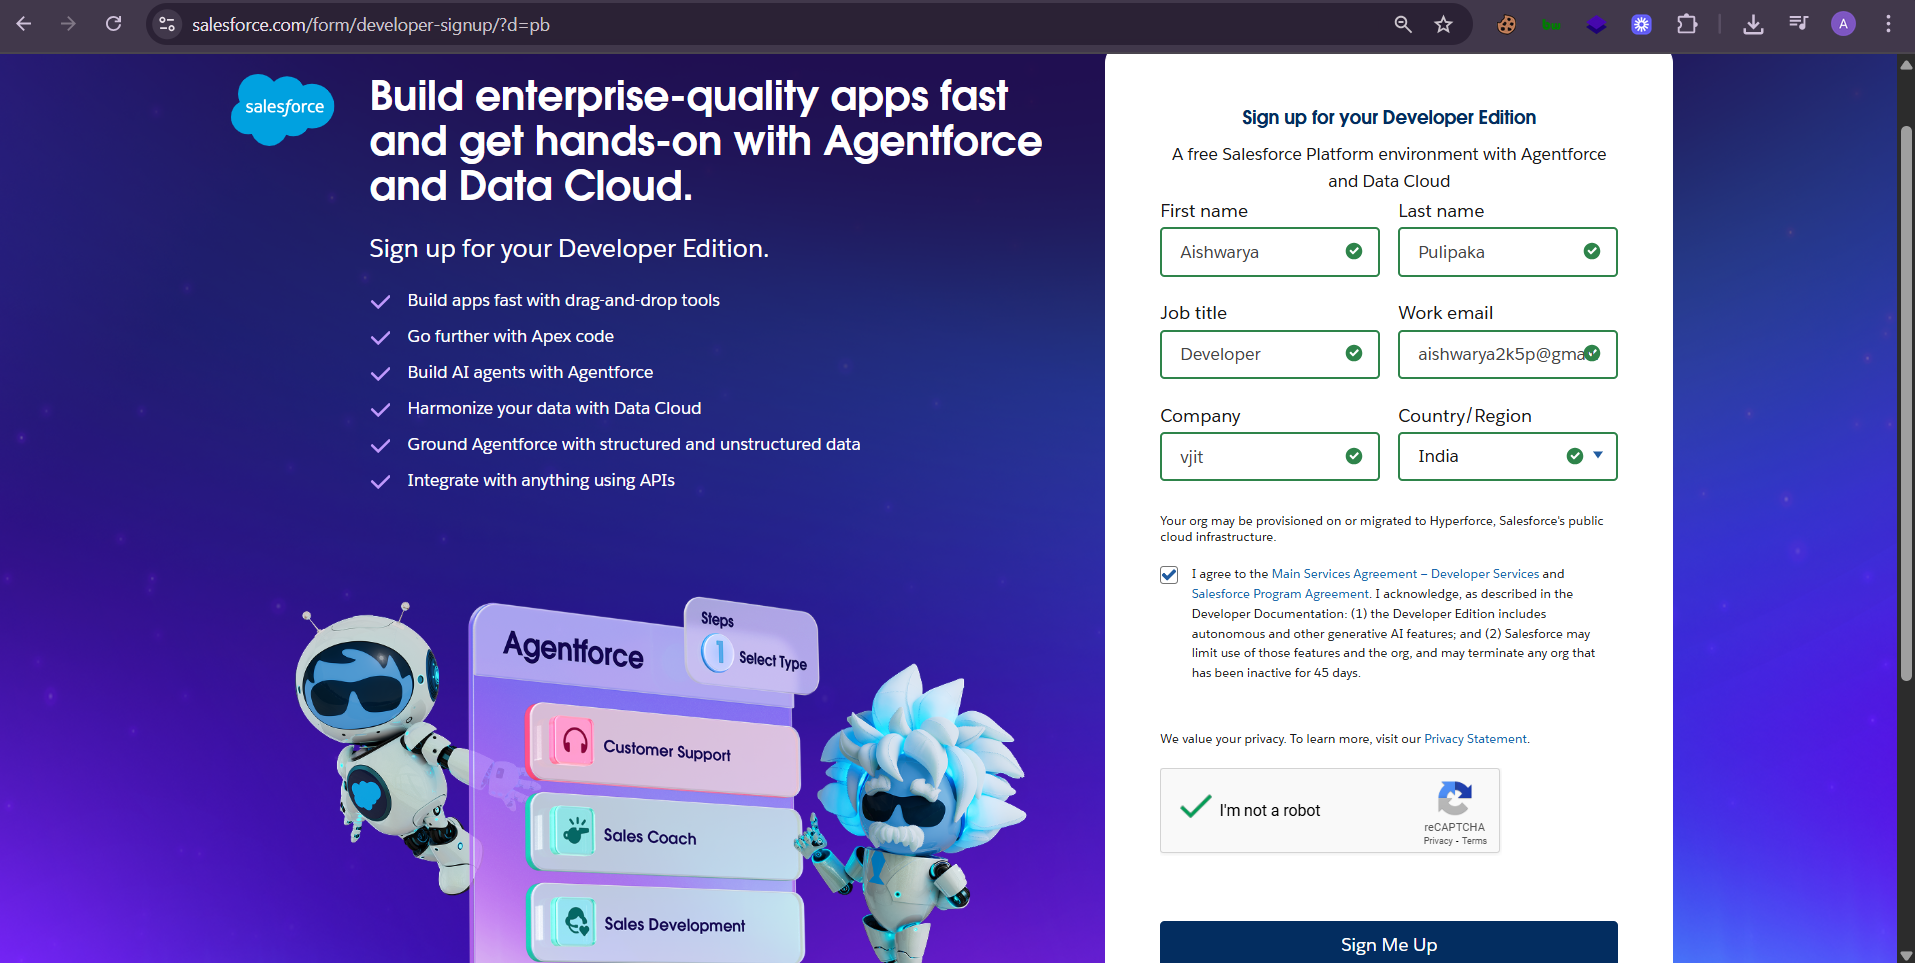 salesforce.com/form/developer-signup/?d=pb
A
salesforce
Build enterprise-quality apps fast
and get hands-on with Agentforce
and Data Cloud.
Sign up for your Developer Edition.
Build apps fast with drag-and-drop tools
Go further with Apex code
Build AI agents with Agentforce
Harmonize your data with Data Cloud
Ground Agentforce with structured and unstructured data
Integrate with anything using APIs
Agentforce
Steps
1 Select Type
Customer Support
Sales Coach
Sales Development
Sign up for your Developer Edition
A free Salesforce Platform environment with Agentforce
and Data Cloud
First name Last name
Aishwarya Pulipaka
Job title Work email
Developer aishwarya2k5p@gma
Company Country/Region
vjit India
Your org may be provisioned on or migrated to Hyperforce, Salesforce's public
cloud infrastructure.
I agree to the Main Services Agreement – Developer Services and
Salesforce Program Agreement. I acknowledge, as described in the
Developer Documentation: (1) the Developer Edition includes
autonomous and other generative AI features; and (2) Salesforce may
limit use of those features and the org, and may terminate any org that
has been inactive for 45 days.
We value your privacy. To learn more, visit our Privacy Statement.
I'm not a robot
reCAPTCHA
Privacy - Terms
Sign Me Up